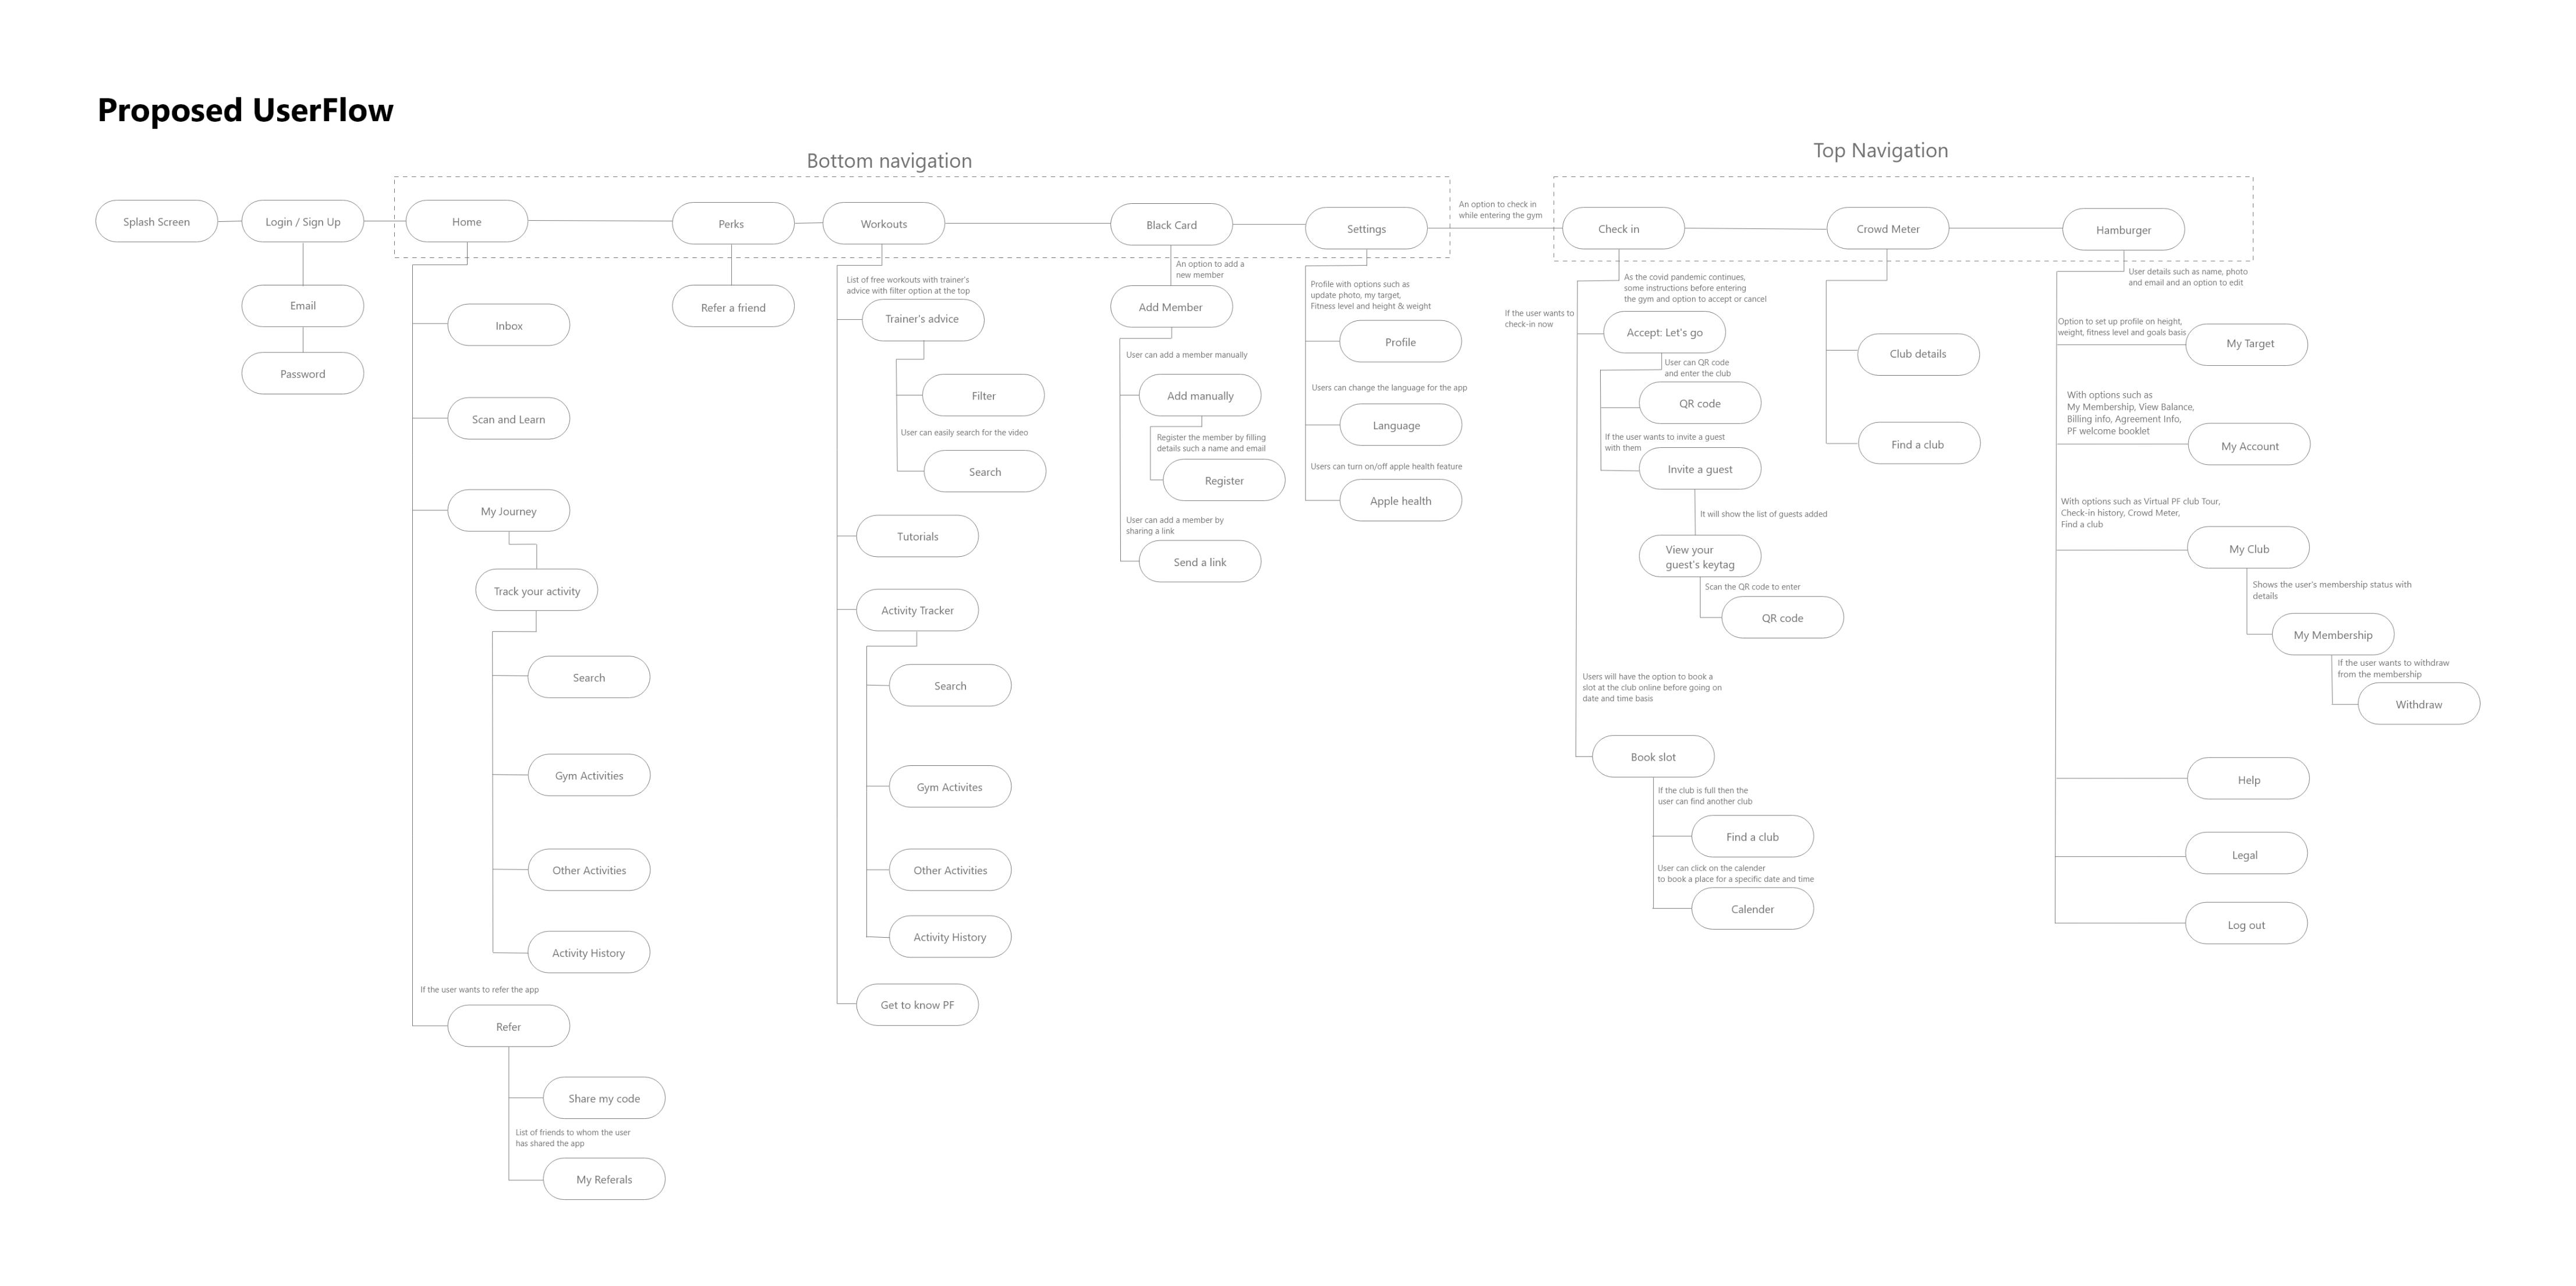 Proposed UserFlow
Bottom navigation
Top Navigation
Splash Screen
Login / Sign Up
Home
Perks
Workouts
Black Card
Settings
An option to check in
while entering the gym
Check in
Crowd Meter
Hamburger
Email
Password
Inbox
Scan and Learn
My Journey
Track your activity
Search
Gym Activities
Other Activities
Activity History
If the user wants to refer the app
Refer
Share my code
List of friends to whom the user
has shared the app
My Referals
Refer a friend
List of free workouts with trainer's
advice with filter option at the top
Trainer's advice
Filter
User can easily search for the video
Search
Tutorials
Activity Tracker
Search
Gym Activites
Other Activities
Activity History
Get to know PF
An option to add a
new member
Add Member
User can add a member manually
Add manually
Register the member by filling
details such a name and email
Register
User can add a member by
sharing a link
Send a link
Profile with options such as
update photo, my target,
Fitness level and height & weight
Profile
Users can change the language for the app
Language
Users can turn on/off apple health feature
Apple health
As the covid pandemic continues,
some instructions before entering
the gym and option to accept or cancel
If the user wants to
check-in now
Accept: Let's go
User can QR code
and enter the club
QR code
If the user wants to invite a guest
with them
Invite a guest
It will show the list of guests added
View your
guest's keytag
Scan the QR code to enter
QR code
Users will have the option to book a
slot at the club online before going on
date and time basis
Book slot
If the club is full then the
user can find another club
Find a club
User can click on the calender
to book a place for a specific date and time
Calender
Club details
Find a club
User details such as name, photo
and email and an option to edit
Option to set up profile on height,
weight, fitness level and goals basis
My Target
With options such as
My Membership, View Balance,
Billing info, Agreement Info,
PF welcome booklet
My Account
With options such as Virtual PF club Tour,
Check-in history, Crowd Meter,
Find a club
My Club
Shows the user's membership status with
details
My Membership
If the user wants to withdraw
from the membership
Withdraw
Help
Legal
Log out